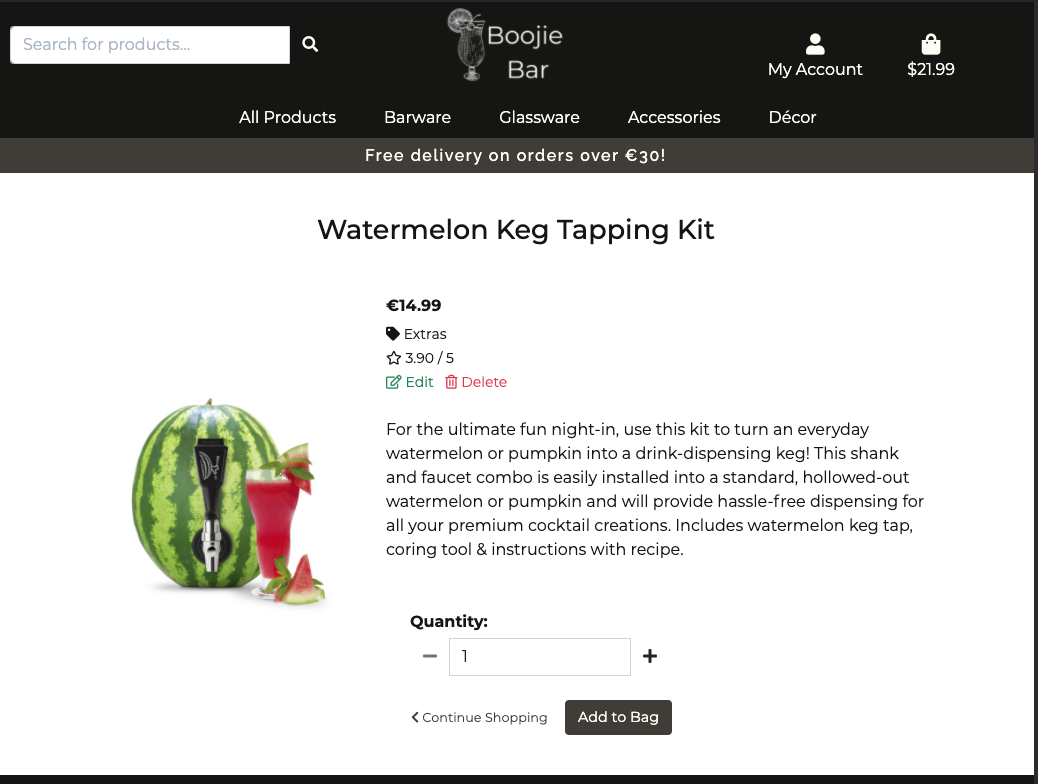 Search for products...
Boojie
Bar
My Account
$21.99
All Products
Barware
Glassware
Accessories
Décor
Free delivery on orders over €30!
Watermelon Keg Tapping Kit
€14.99
Extras
3.90 / 5
Edit
Delete
For the ultimate fun night-in, use this kit to turn an everyday
watermelon or pumpkin into a drink-dispensing keg! This shank
and faucet combo is easily installed into a standard, hollowed-out
watermelon or pumpkin and will provide hassle-free dispensing for
all your premium cocktail creations. Includes watermelon keg tap,
coring tool & instructions with recipe.
Quantity:
1
Continue Shopping
Add to Bag